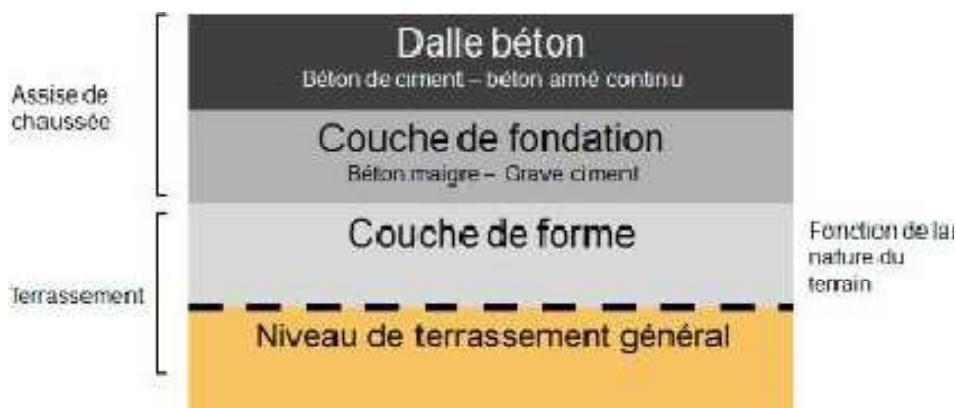 Dalle béton
Béton de ciment – béton armé continu
Assise de
chaussée
Couche de fondation
Béton maigre – Grave ciment
Couche de forme
Fonction de la
nature du
terrain
Terrassement
Niveau de terrassement général